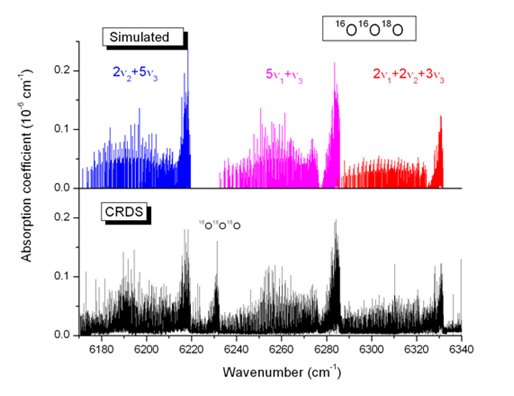 Simulated
¹⁶O¹⁶O¹⁸O
2ν₂+5ν₃
5ν₁+ν₃
2ν₁+2ν₂+3ν₃
0.2
0.1
0.0
CRDS
¹⁶O¹⁸O¹⁶O
0.2
0.1
0.0
Absorption coefficient (10⁻⁶ cm⁻¹)
6180 6200 6220 6240 6260 6280 6300 6320 6340
Wavenumber (cm⁻¹)